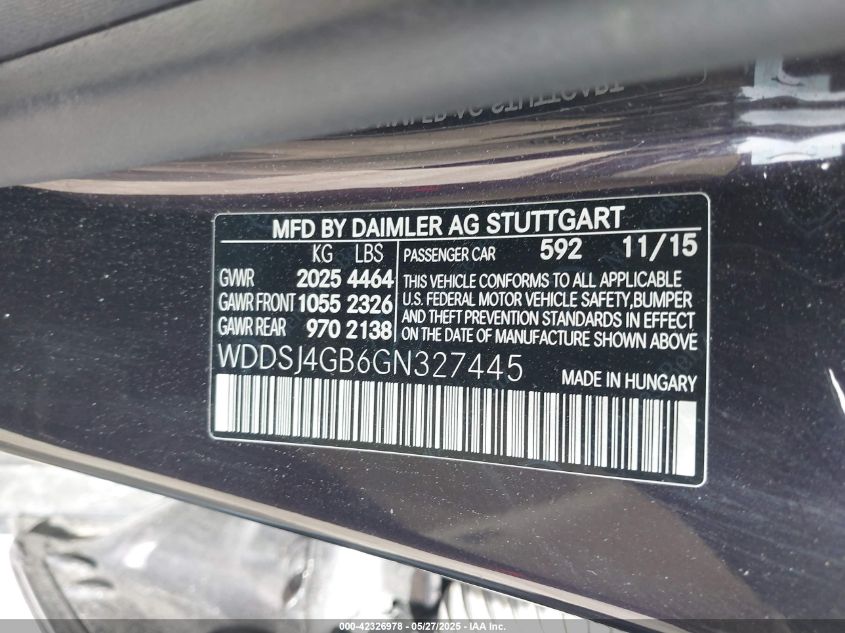 MFD BY DAIMLER AG STUTTGART
KG LBS
GVWR 2025 4464
GAWR FRONT 1055 2326
GAWR REAR 970 2138
PASSENGER CAR 592 11/15
THIS VEHICLE CONFORMS TO ALL APPLICABLE
U.S. FEDERAL MOTOR VEHICLE SAFETY,BUMPER
AND THEFT PREVENTION STANDARDS IN EFFECT
ON THE DATE OF MANUFACTURE SHOWN ABOVE
WDDSJ4GB6GN327445
MADE IN HUNGARY
000-42326978 - 05/27/2025 - IAA Inc.